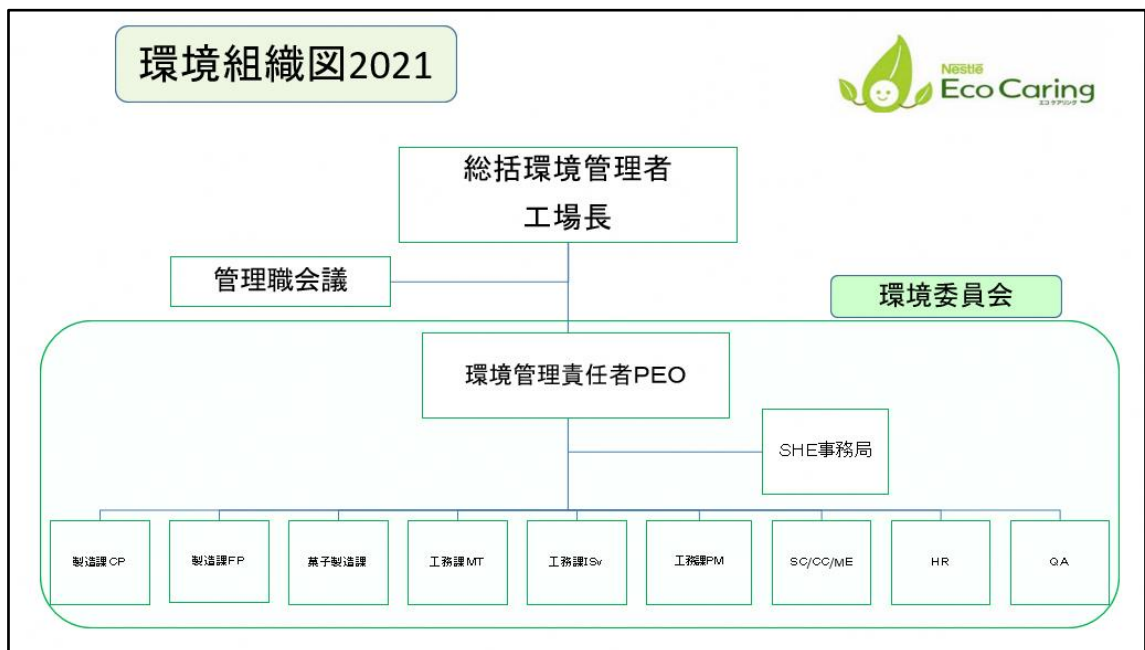 環境組織図2021
Nestlé
Eco Caring
エコ ケアリング
総括環境管理者
工場長
管理職会議
環境委員会
環境管理責任者PEO
SHE事務局
製造課CP
製造課FP
菓子製造課
工務課MT
工務課ISv
工務課PM
SC/CC/ME
HR
QA